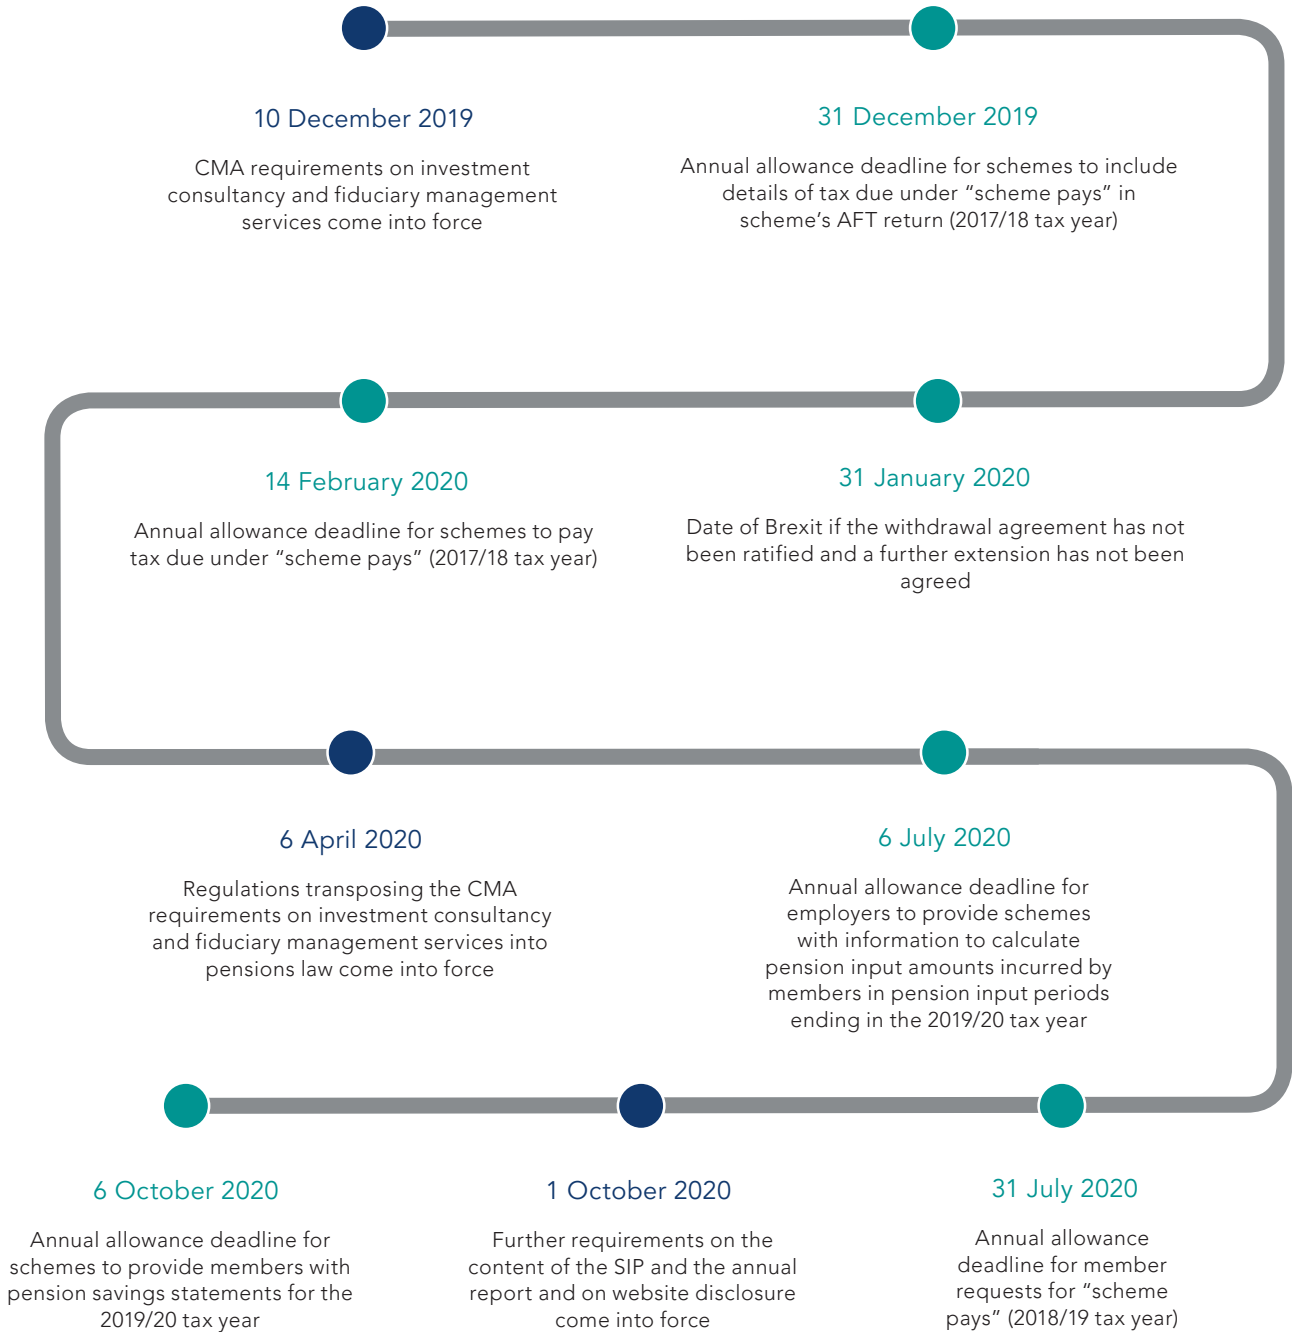 10 December 2019
CMA requirements on investment
consultancy and fiduciary management
services come into force
31 December 2019
Annual allowance deadline for schemes to include
details of tax due under “scheme pays” in
scheme’s AFT return (2017/18 tax year)
14 February 2020
Annual allowance deadline for schemes to pay
tax due under “scheme pays” (2017/18 tax year)
31 January 2020
Date of Brexit if the withdrawal agreement has not
been ratified and a further extension has not been
agreed
6 April 2020
Regulations transposing the CMA
requirements on investment consultancy
and fiduciary management services into
pensions law come into force
6 July 2020
Annual allowance deadline for
employers to provide schemes
with information to calculate
pension input amounts incurred by
members in pension input periods
ending in the 2019/20 tax year
6 October 2020
Annual allowance deadline for
schemes to provide members with
pension savings statements for the
2019/20 tax year
1 October 2020
Further requirements on the
content of the SIP and the annual
report and on website disclosure
come into force
31 July 2020
Annual allowance
deadline for member
requests for “scheme
pays” (2018/19 tax year)